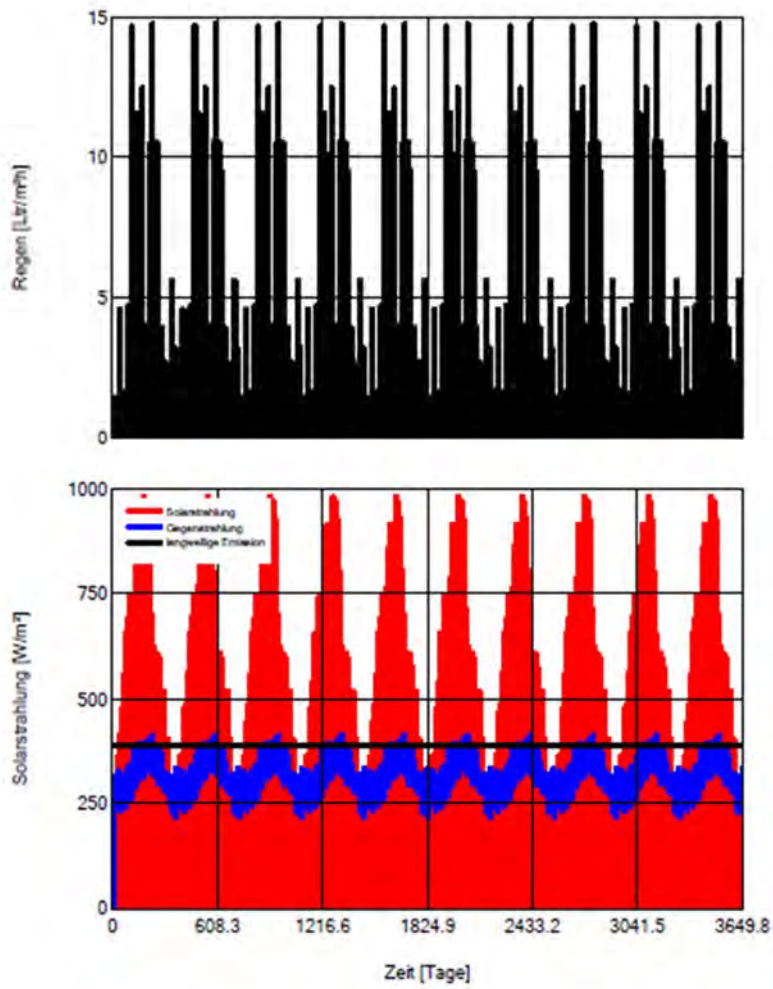 15
10
5
0
Regen [Ltr/m²h]
1000
750
500
250
0
Solarstrahlung
Gegenstrahlung
langwellige Emission
Solarstrahlung [W/m²]
0 608.3 1216.6 1824.9 2433.2 3041.5 3649.8
Zeit [Tage]